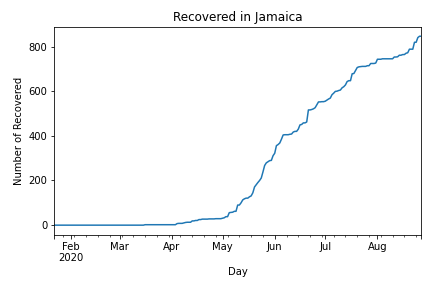 Recovered in Jamaica
Number of Recovered
800
600
400
200
0
Feb
2020
Mar
Apr
May
Jun
Jul
Aug
Day